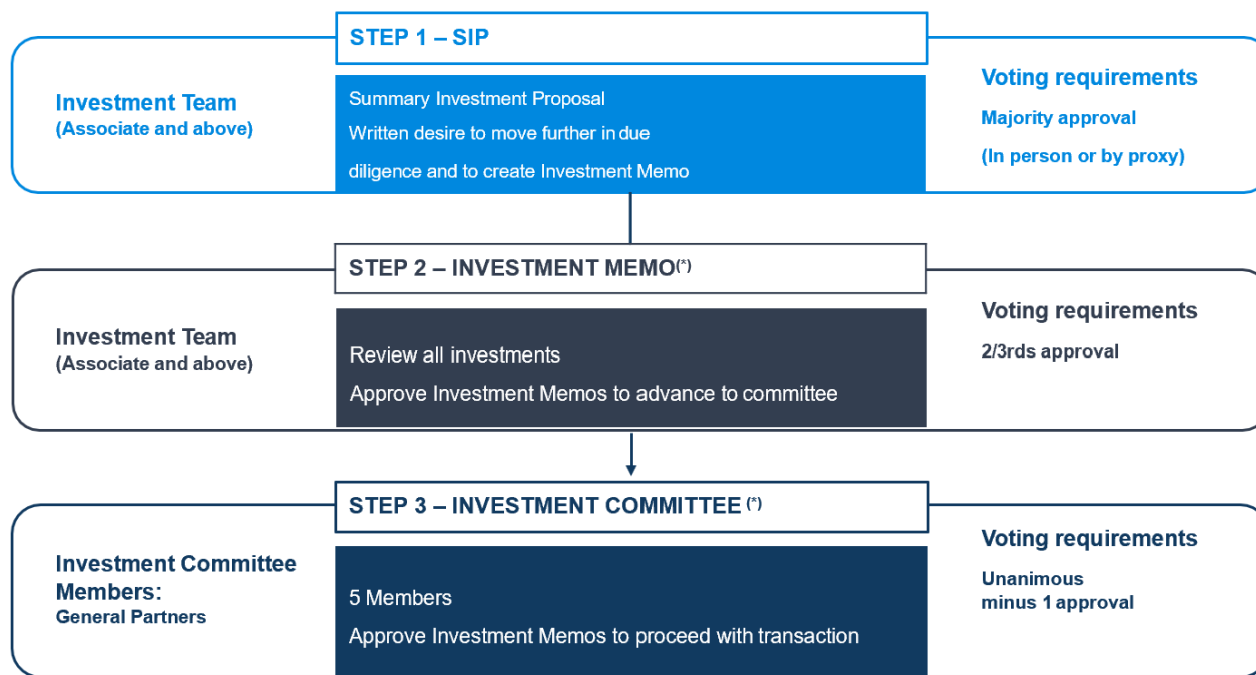 STEP 1 – SIP
Investment Team
(Associate and above)
Summary Investment Proposal
Written desire to move further in due
diligence and to create Investment Memo
Voting requirements
Majority approval
(In person or by proxy)
STEP 2 – INVESTMENT MEMO(*)
Investment Team
(Associate and above)
Review all investments
Approve Investment Memos to advance to committee
Voting requirements
2/3rds approval
STEP 3 – INVESTMENT COMMITTEE (*)
Investment Committee
Members:
General Partners
5 Members
Approve Investment Memos to proceed with transaction
Voting requirements
Unanimous
minus 1 approval